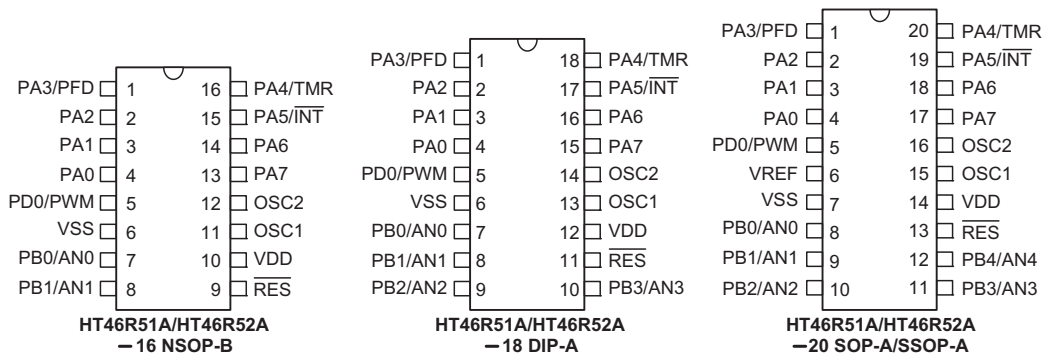 PA3/PFD 1 16 PA4/TMR
PA2 2 15 PA5/INT
PA1 3 14 PA6
PA0 4 13 PA7
PD0/PWM 5 12 OSC2
VSS 6 11 OSC1
PB0/AN0 7 10 VDD
PB1/AN1 8 9 RES
HT46R51A/HT46R52A
–16 NSOP-B
PA3/PFD 1 18 PA4/TMR
PA2 2 17 PA5/INT
PA1 3 16 PA6
PA0 4 15 PA7
PD0/PWM 5 14 OSC2
VSS 6 13 OSC1
PB0/AN0 7 12 VDD
PB1/AN1 8 11 RES
PB2/AN2 9 10 PB3/AN3
HT46R51A/HT46R52A
–18 DIP-A
PA3/PFD 1 20 PA4/TMR
PA2 2 19 PA5/INT
PA1 3 18 PA6
PA0 4 17 PA7
PD0/PWM 5 16 OSC2
VREF 6 15 OSC1
VSS 7 14 VDD
PB0/AN0 8 13 RES
PB1/AN1 9 12 PB4/AN4
PB2/AN2 10 11 PB3/AN3
HT46R51A/HT46R52A
–20 SOP-A/SSOP-A